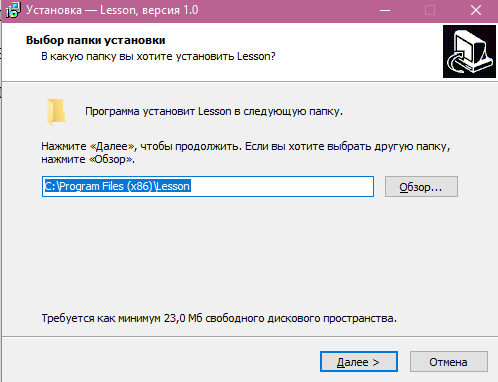 Установка — Lesson, версия 1.0
Выбор папки установки
В какую папку вы хотите установить Lesson?
Программа установит Lesson в следующую папку.
Нажмите «Далее», чтобы продолжить. Если вы хотите выбрать другую папку,
нажмите «Обзор».
C:\Program Files (x86)\Lesson
Обзор...
Требуется как минимум 23,0 Мб свободного дискового пространства.
Далее >
Отмена